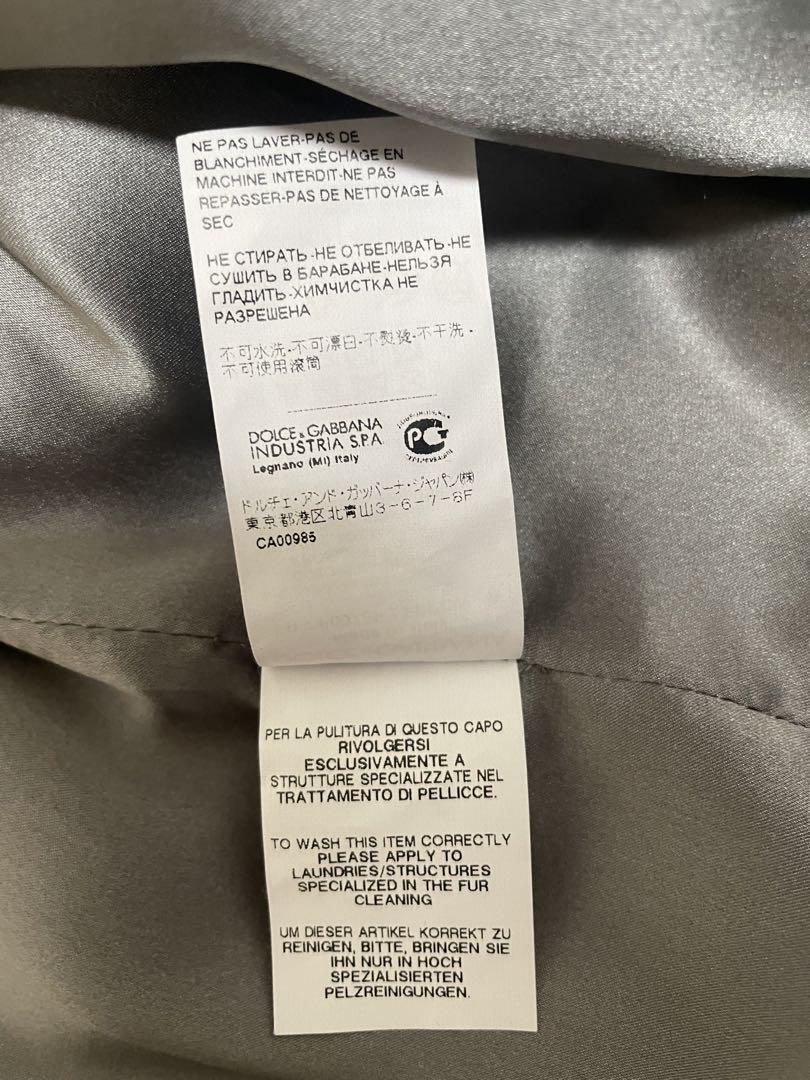 NE PAS LAVER-PAS DE
BLANCHIMENT-SÉCHAGE EN
MACHINE INTERDIT-NE PAS
REPASSER-PAS DE NETTOYAGE À
SEC
НЕ СТИРАТЬ-НЕ ОТБЕЛИВАТЬ-НЕ
СУШИТЬ В БАРАБАНЕ-НЕЛЬЗЯ
ГЛАДИТЬ-ХИМЧИСТКА НЕ
РАЗРЕШЕНА
不可水洗-不可漂白-不熨烫-不干洗-
不可使用滚筒
DOLCE & GABBANA
INDUSTRIA S.P.A.
Legnano (MI) Italy
РСТ
ドルチェ・アンド・ガッバーナ・ジャパン(株)
東京都港区北青山3-6-7-6F
CA00985
PER LA PULITURA DI QUESTO CAPO
RIVOLGERSI
ESCLUSIVAMENTE A
STRUTTURE SPECIALIZZATE NEL
TRATTAMENTO DI PELLICCE.
TO WASH THIS ITEM CORRECTLY
PLEASE APPLY TO
LAUNDRIES/STRUCTURES
SPECIALIZED IN THE FUR
CLEANING
UM DIESER ARTIKEL KORREKT ZU
REINIGEN, BITTE, BRINGEN SIE
IHN NUR IN HOCH
SPEZIALISIERTEN
PELZREINIGUNGEN.